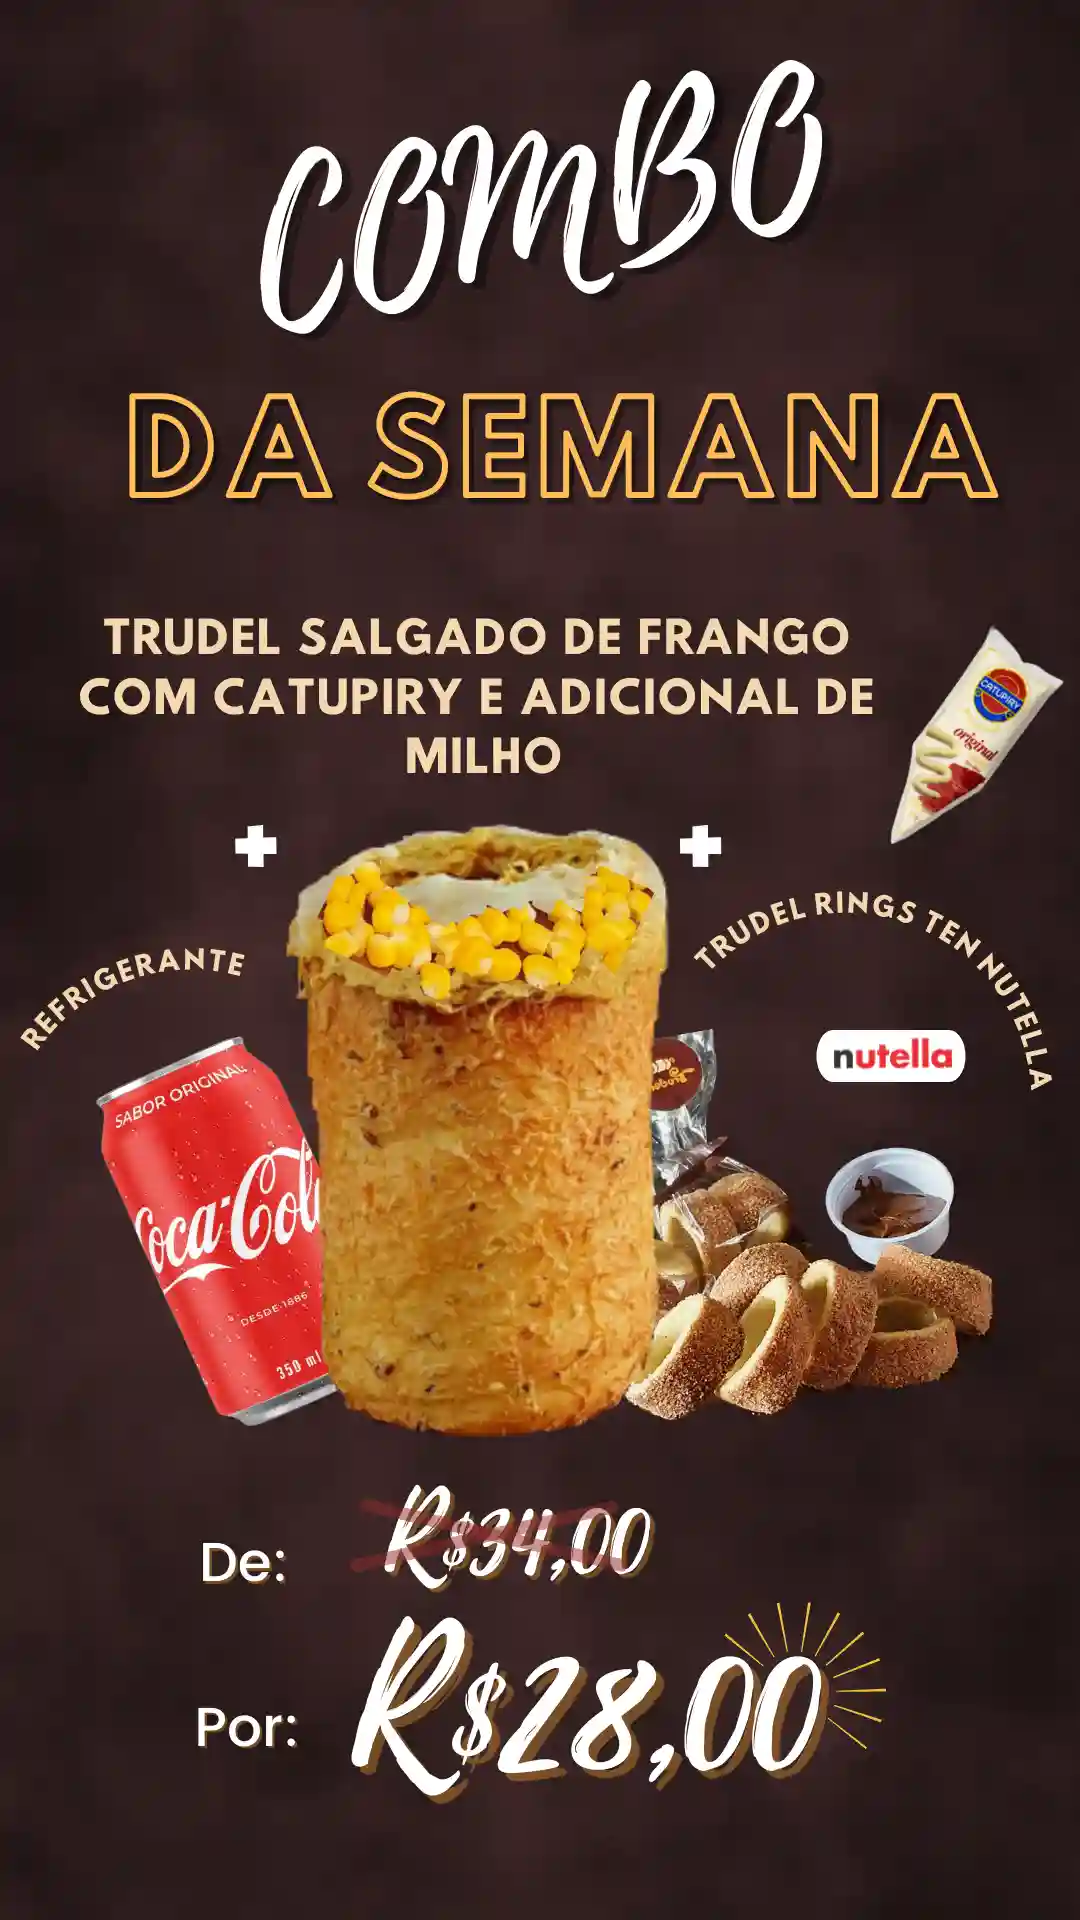 COMBO
DA SEMANA
TRUDEL SALGADO DE FRANGO
COM CATUPIRY E ADICIONAL DE
MILHO
CATUPIRY
original
REFRIGERANTE
TRUDEL RINGS TEN NUTELLA
nutella
SABOR ORIGINAL
Coca-Col
DESDE 1886
350 ml
De: R$34,00
Por: R$28,00